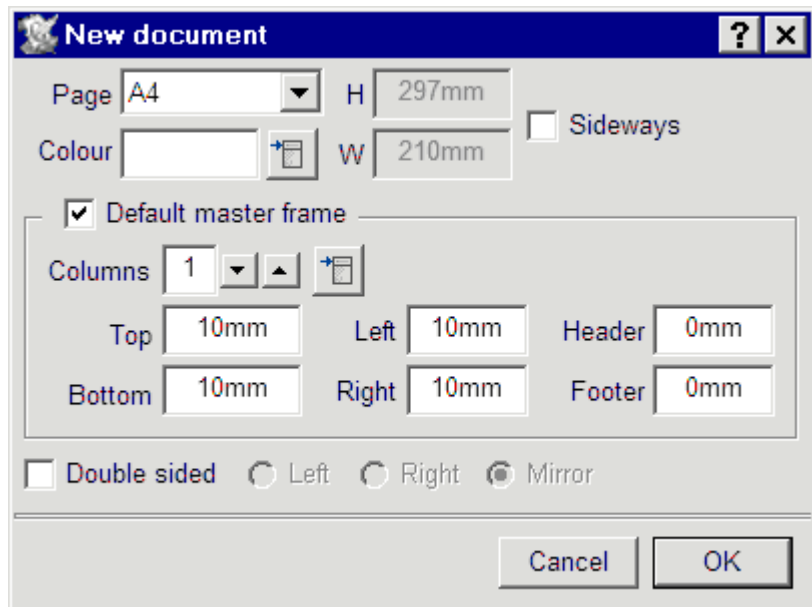 New document
Page A4 H 297mm
Sideways
Colour W 210mm
Default master frame
Columns 1
Top 10mm Left 10mm Header 0mm
Bottom 10mm Right 10mm Footer 0mm
Double sided Left Right Mirror
Cancel OK